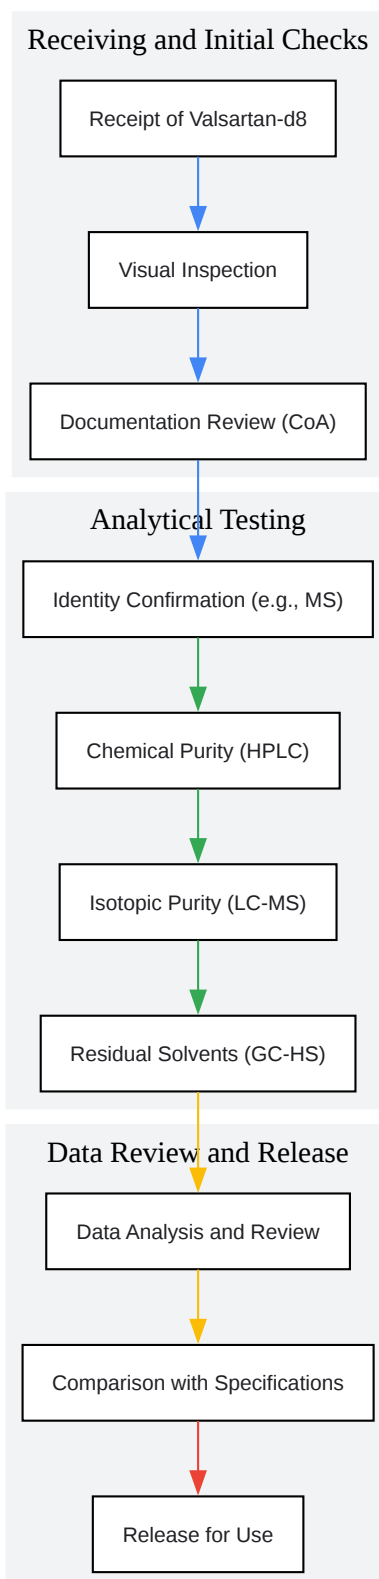 Receiving and Initial Checks
Receipt of Valsartan-d8
Visual Inspection
Documentation Review (CoA)
Analytical Testing
Identity Confirmation (e.g., MS)
Chemical Purity (HPLC)
Isotopic Purity (LC-MS)
Residual Solvents (GC-HS)
Data Review and Release
Data Analysis and Review
Comparison with Specifications
Release for Use